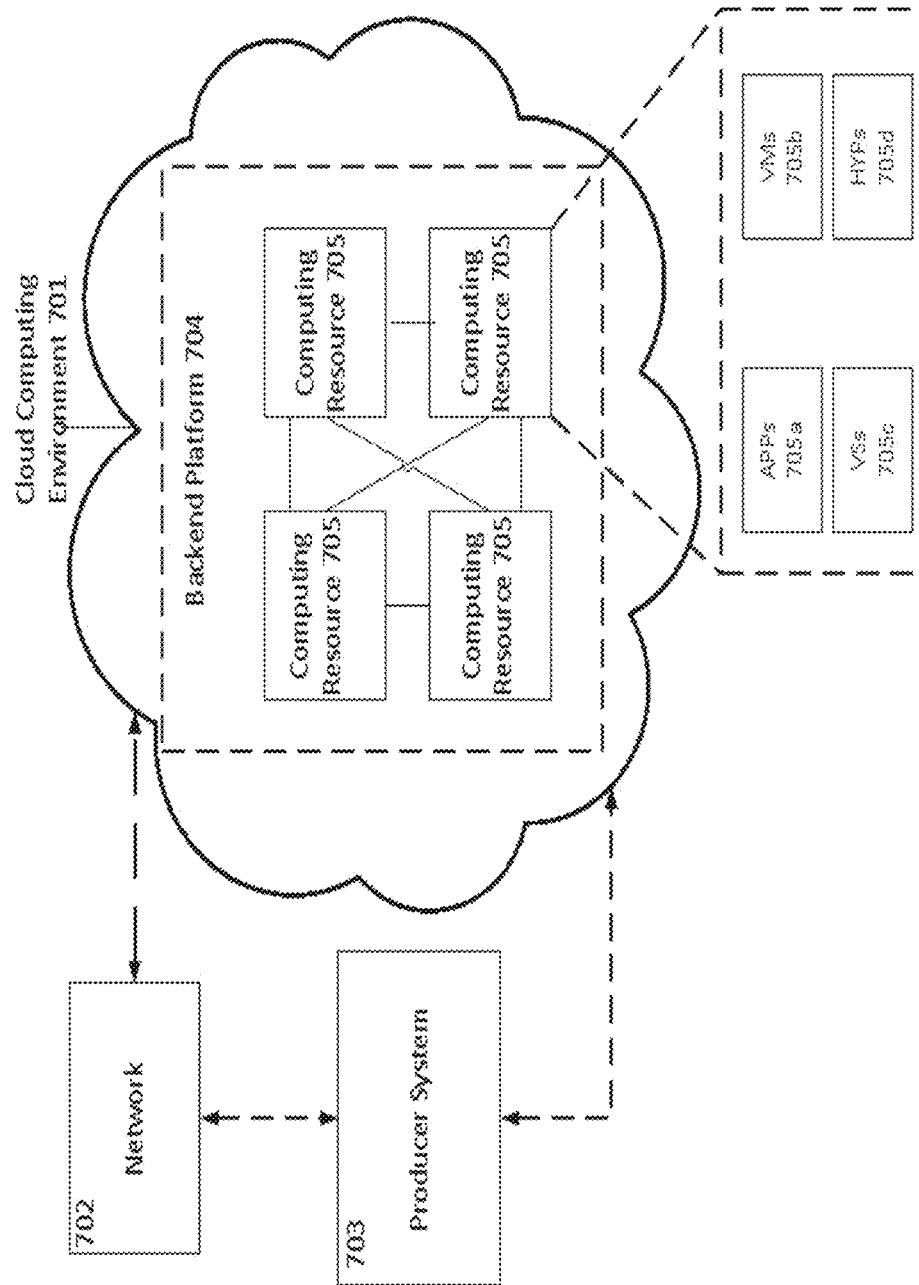 Cloud Computing
Environment 701
Backend Platform 704
Computing
Resource 705
Computing
Resource 705
Computing
Resource 705
Computing
Resource 705
702
Network
703
Producer System
APPs
705a
VMs
705b
VSs
705c
HYPs
705d